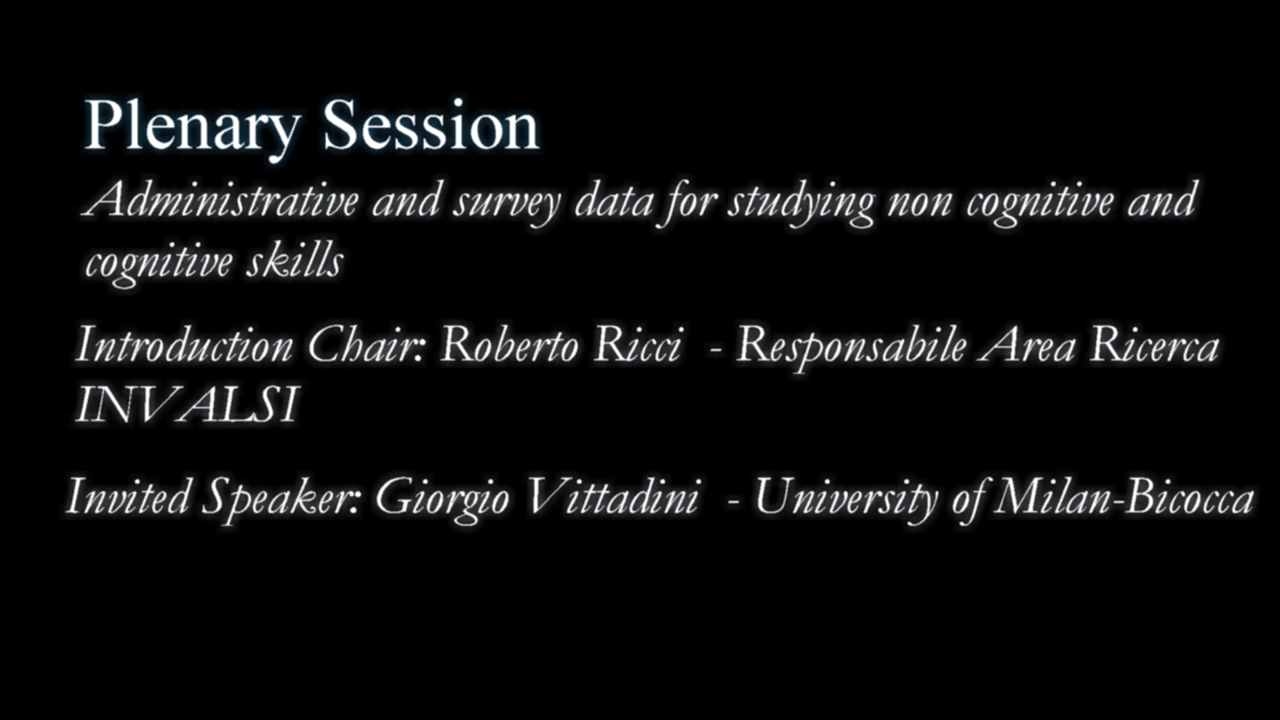 Plenary Session
Administrative and survey data for studying non cognitive and
cognitive skills
Introduction Chair: Roberto Ricci - Responsabile Area Ricerca
INVALSI
Invited Speaker: Giorgio Vittadini - University of Milan-Bicocca